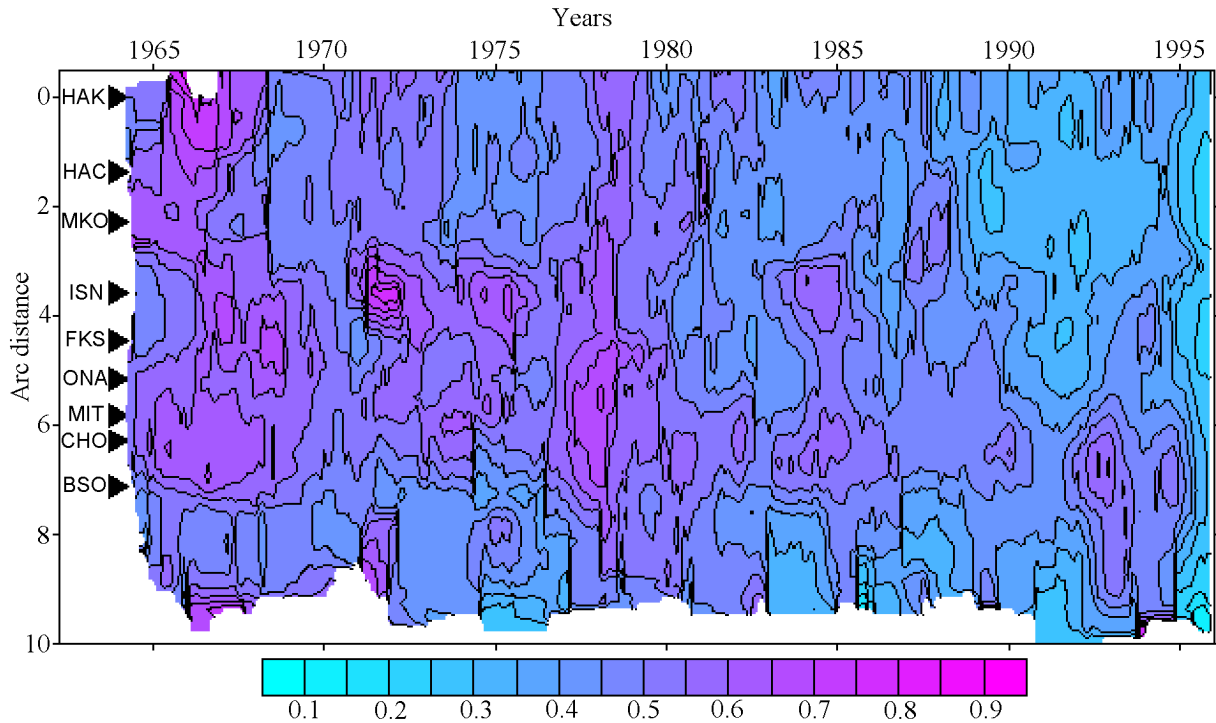 Years
1965 1970 1975 1980 1985 1990 1995
Arc distance
0 HAK
HAC
2 MKO
ISN
4
FKS
ONA
MIT
6
CHO
BSO
8
10
0.1 0.2 0.3 0.4 0.5 0.6 0.7 0.8 0.9